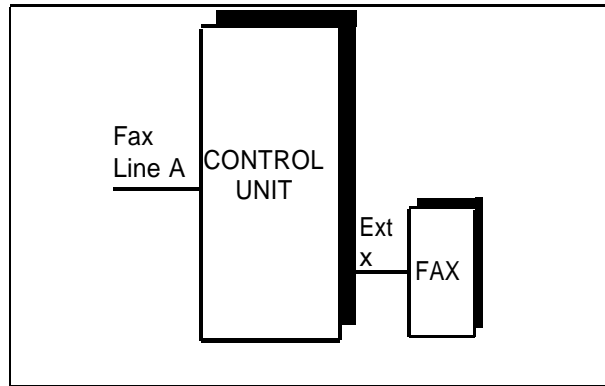 Fax
Line A
CONTROL
UNIT
Ext
x
FAX